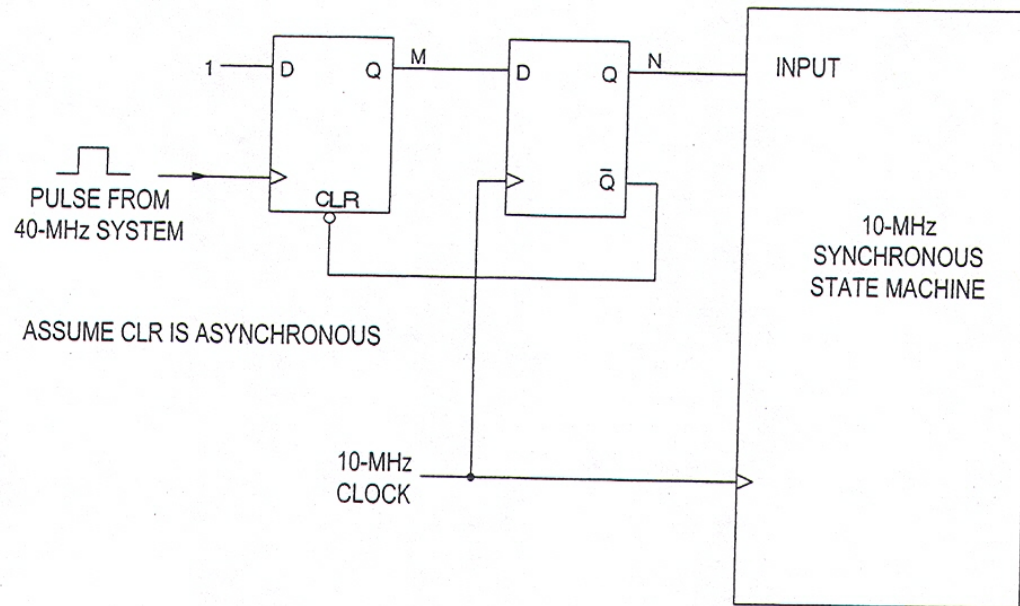 1
D
Q
M
D
Q
N
INPUT
CLR
Q̅
PULSE FROM
40-MHz SYSTEM
10-MHz
SYNCHRONOUS
STATE MACHINE
ASSUME CLR IS ASYNCHRONOUS
10-MHz
CLOCK